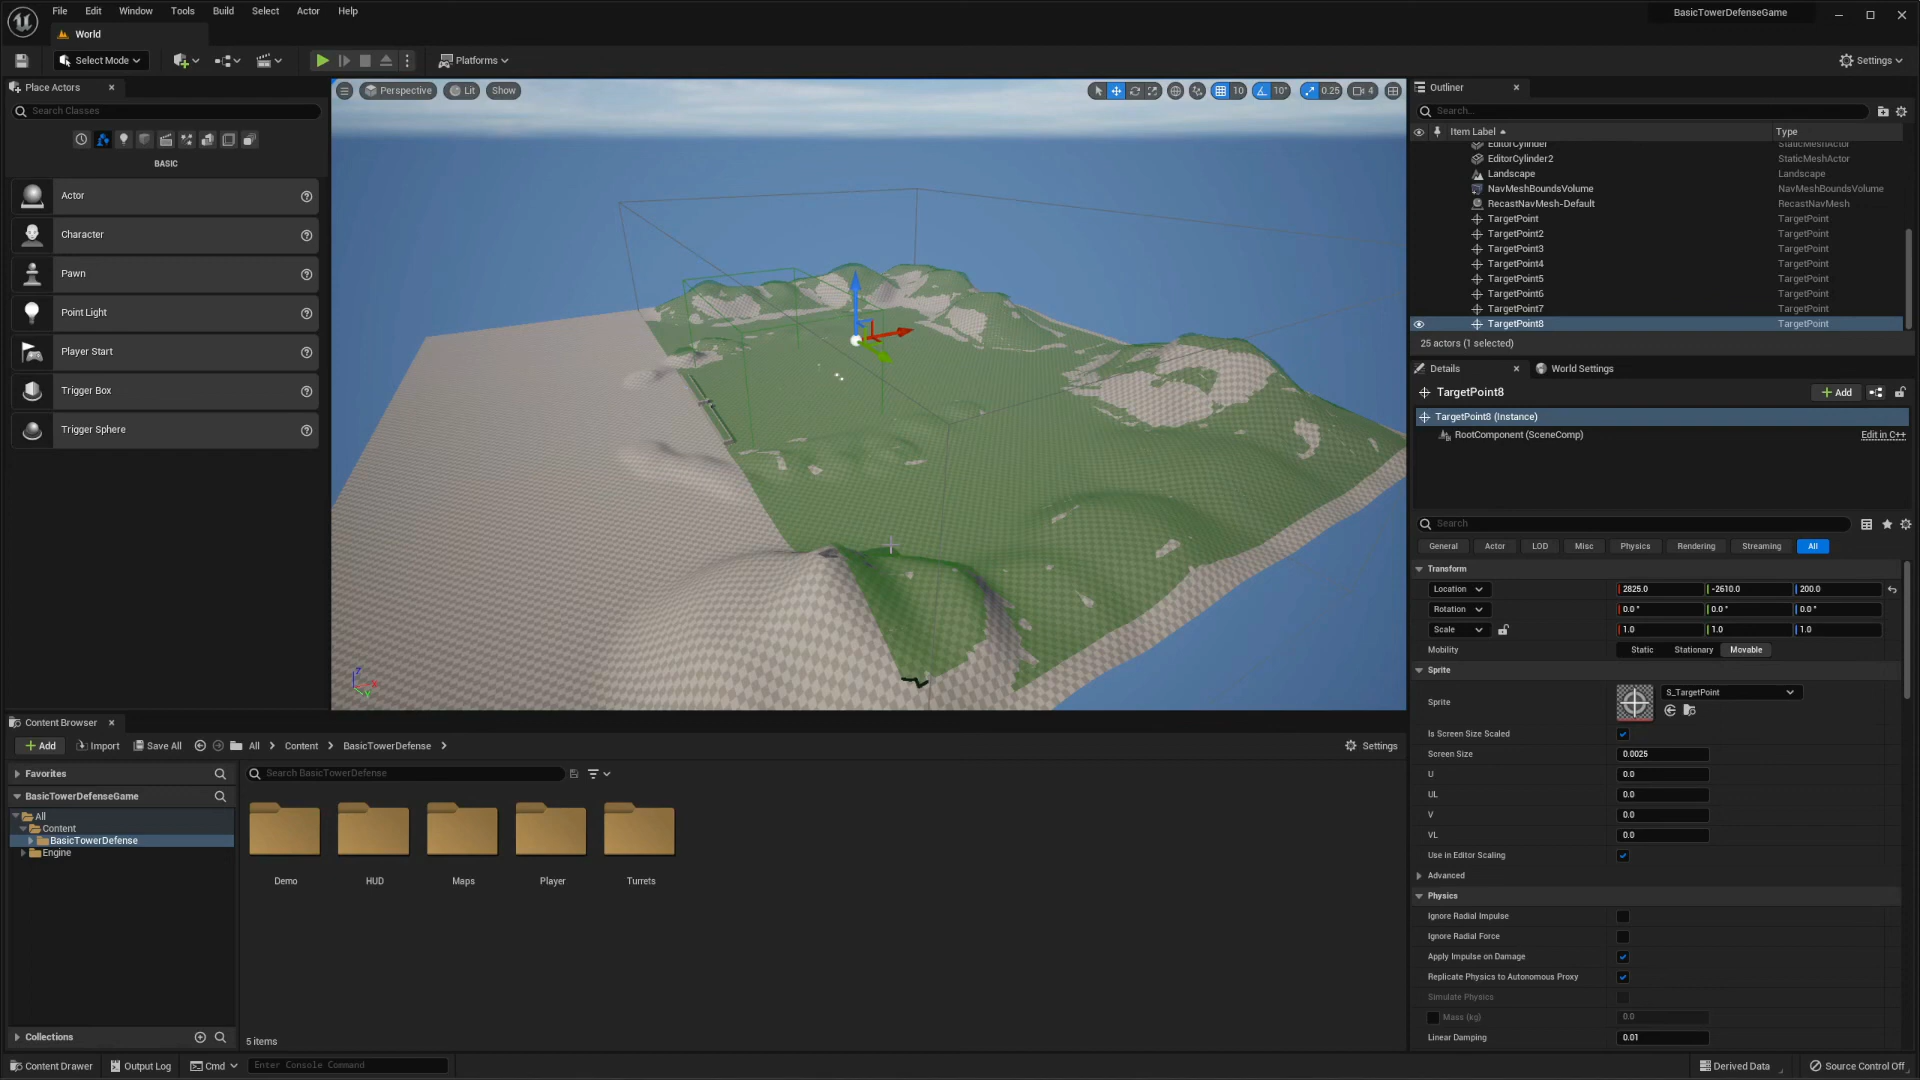 File Edit Window Tools Build Select Actor Help
BasicTowerDefenseGame
World
Select Mode
Platforms
Settings
Place Actors
Search Classes
BASIC
Actor
Character
Pawn
Point Light
Player Start
Trigger Box
Trigger Sphere
Perspective Lit Show
10 10° 0.25 4
Outliner
Search...
Item Label Type
EditorCylinder StaticMeshActor
EditorCylinder2 StaticMeshActor
Landscape Landscape
NavMeshBoundsVolume NavMeshBoundsVolume
RecastNavMesh-Default RecastNavMesh
TargetPoint TargetPoint
TargetPoint2 TargetPoint
TargetPoint3 TargetPoint
TargetPoint4 TargetPoint
TargetPoint5 TargetPoint
TargetPoint6 TargetPoint
TargetPoint7 TargetPoint
TargetPoint8 TargetPoint
25 actors (1 selected)
Details World Settings
TargetPoint8
Add
TargetPoint8 (Instance)
RootComponent (SceneComp) Edit in C++
Search
General Actor LOD Misc Physics Rendering Streaming All
Transform
Location 2825.0 -2610.0 200.0
Rotation 0.0° 0.0° 0.0°
Scale 1.0 1.0 1.0
Mobility Static Stationary Movable
Sprite
Sprite S_TargetPoint
Is Screen Size Scaled
Screen Size 0.0025
U 0.0
UL 0.0
V 0.0
VL 0.0
Use in Editor Scaling
Advanced
Physics
Ignore Radial Impulse
Ignore Radial Force
Apply Impulse on Damage
Replicate Physics to Autonomous Proxy
Simulate Physics
Mass (kg) 0.0
Linear Damping 0.01
Z X Y
Content Browser
Add Import Save All All Content BasicTowerDefense Settings
Favorites
Search BasicTowerDefense
BasicTowerDefenseGame
All
Content
BasicTowerDefense
Engine
Demo HUD Maps Player Turrets
Collections
5 items
Content Drawer Output Log Cmd Enter Console Command Derived Data Source Control Off